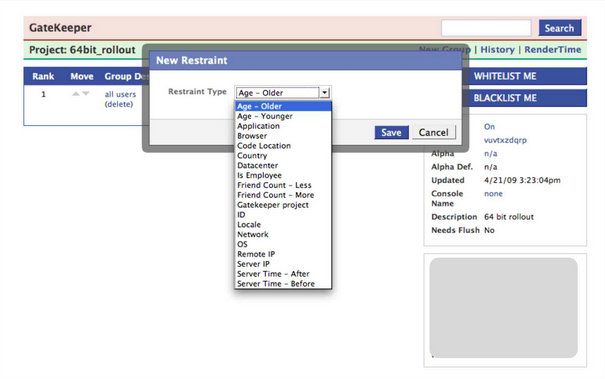 GateKeeper
Search
Project: 64bit_rollout
New Group | History | RenderTime
Rank Move Group De
1 all users
(delete)
New Restraint
Restraint Type Age - Older
Age - Older
Age - Younger
Application
Browser
Code Location
Country
Datacenter
Is Employee
Friend Count - Less
Friend Count - More
Gatekeeper project
ID
Locale
Network
OS
Remote IP
Server IP
Server Time - After
Server Time - Before
Save Cancel
WHITELIST ME
BLACKLIST ME
On
vuvtxzdqrp
Alpha n/a
Alpha Def. n/a
Updated 4/21/09 3:23:04pm
Console none
Name
Description 64 bit rollout
Needs Flush No